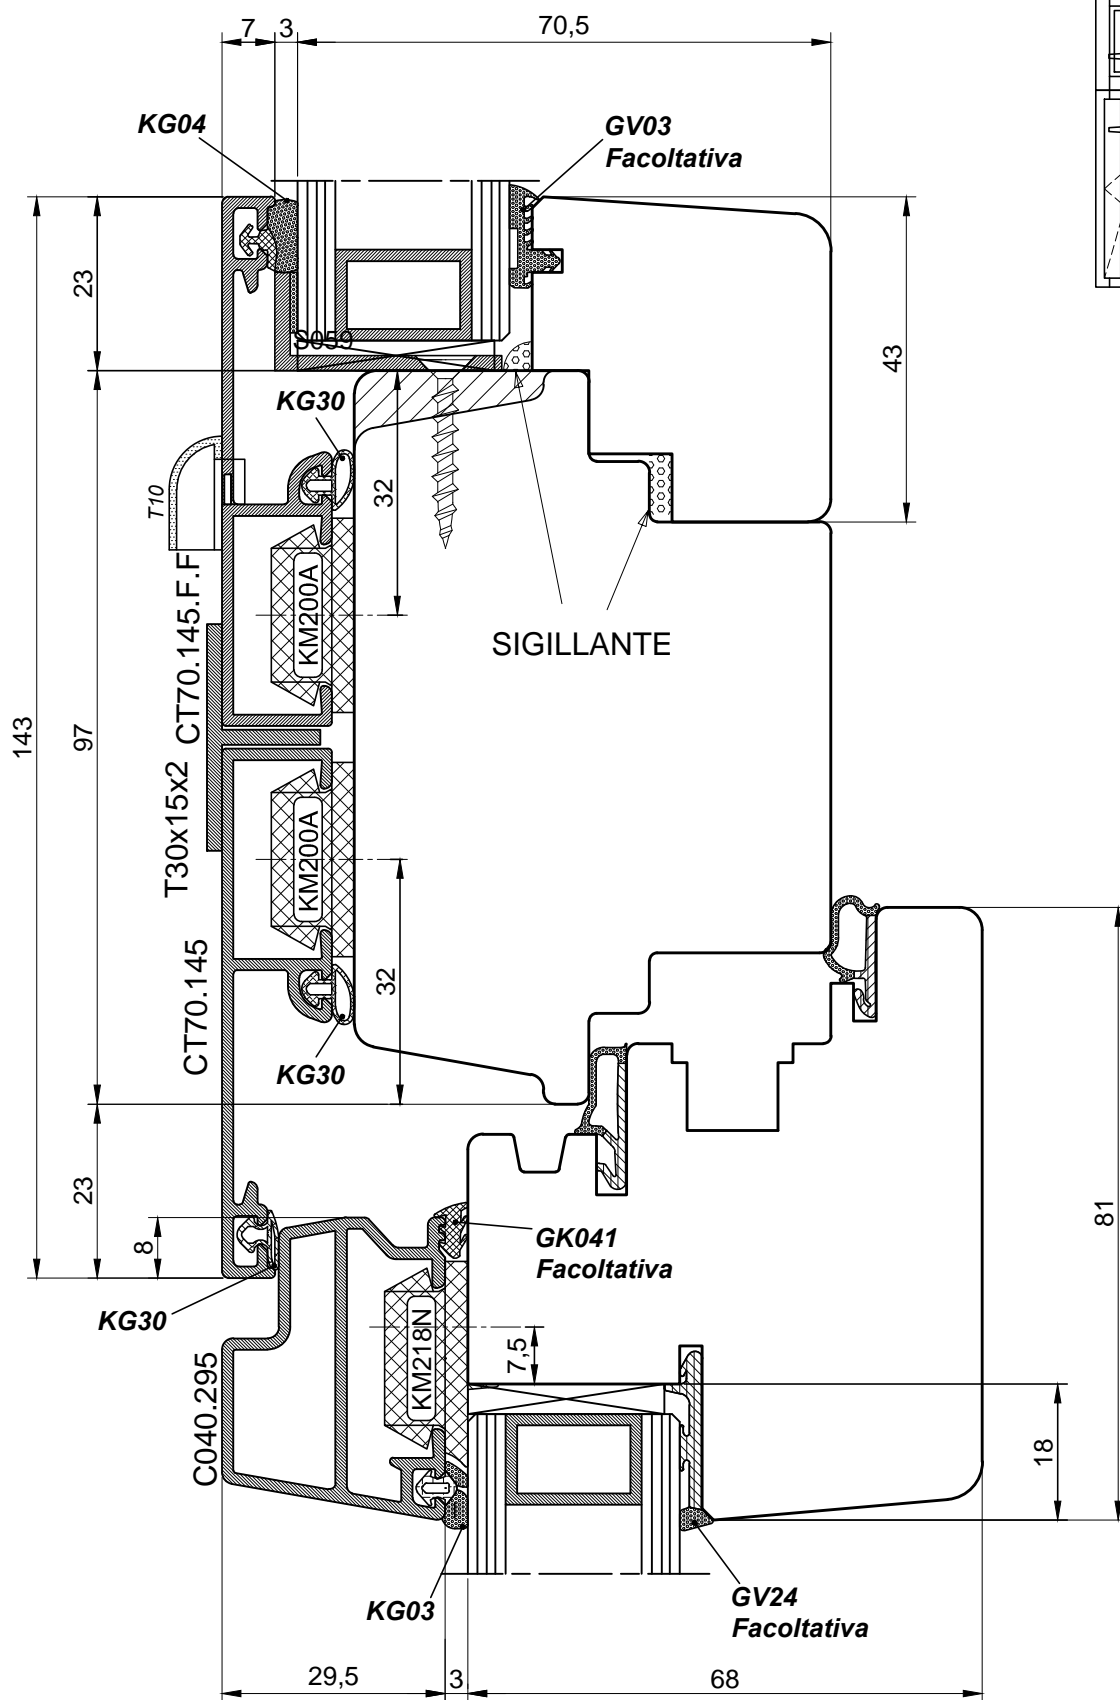 7
3
70,5
KG04
GV03
Facoltativa
23
43
S059
KG30
32
T10
KM200A
CT70.145.F.F
SIGILLANTE
143
97
T30x15x2
KM200A
32
CT70.145
KG30
23
8
81
GK041
Facoltativa
KG30
KM218N
7,5
C040.295
18
KG03
GV24
Facoltativa
29,5
3
68